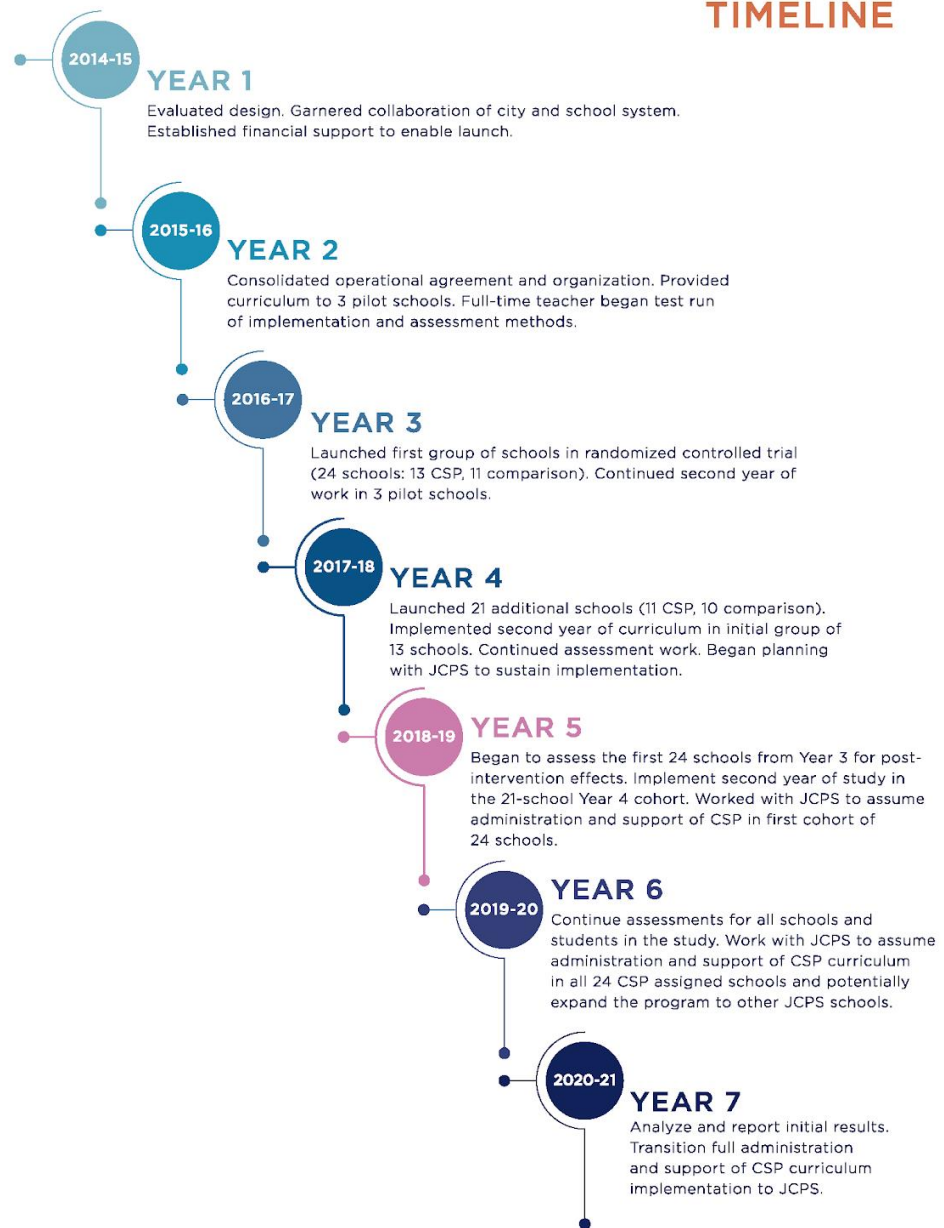 TIMELINE
2014-15
YEAR 1
Evaluated design. Garnered collaboration of city and school system.
Established financial support to enable launch.
2015-16
YEAR 2
Consolidated operational agreement and organization. Provided
curriculum to 3 pilot schools. Full-time teacher began test run
of implementation and assessment methods.
2016-17
YEAR 3
Launched first group of schools in randomized controlled trial
(24 schools: 13 CSP, 11 comparison). Continued second year of
work in 3 pilot schools.
2017-18
YEAR 4
Launched 21 additional schools (11 CSP, 10 comparison).
Implemented second year of curriculum in initial group of
13 schools. Continued assessment work. Began planning
with JCPS to sustain implementation.
2018-19
YEAR 5
Began to assess the first 24 schools from Year 3 for post-
intervention effects. Implement second year of study in
the 21-school Year 4 cohort. Worked with JCPS to assume
administration and support of CSP in first cohort of
24 schools.
2019-20
YEAR 6
Continue assessments for all schools and
students in the study. Work with JCPS to assume
administration and support of CSP curriculum
in all 24 CSP assigned schools and potentially
expand the program to other JCPS schools.
2020-21
YEAR 7
Analyze and report initial results.
Transition full administration
and support of CSP curriculum
implementation to JCPS.